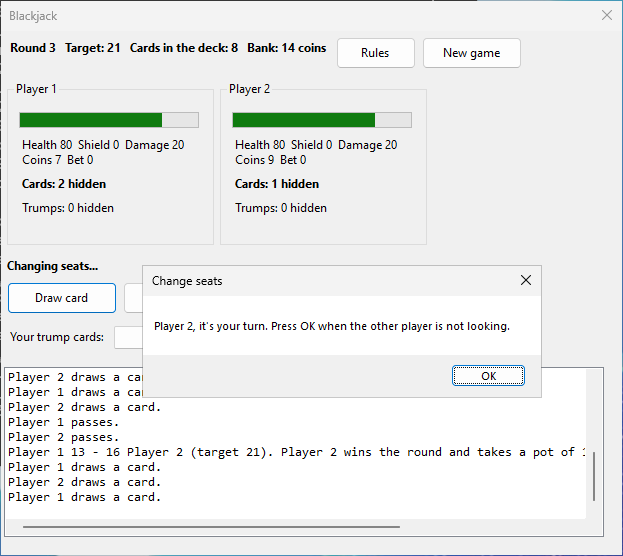 Blackjack
Round 3 Target: 21 Cards in the deck: 8 Bank: 14 coins
Rules
New game
Player 1
Health 80 Shield 0 Damage 20
Coins 7 Bet 0
Cards: 2 hidden
Trumps: 0 hidden
Player 2
Health 80 Shield 0 Damage 20
Coins 9 Bet 0
Cards: 1 hidden
Trumps: 0 hidden
Changing seats...
Draw card
Change seats
Player 2, it's your turn. Press OK when the other player is not looking.
OK
Your trump cards:
Player 2 draws a
Player 1 draws a
Player 2 draws a card.
Player 1 passes.
Player 2 passes.
Player 1 13 - 16 Player 2 (target 21). Player 2 wins the round and takes a pot of
Player 1 draws a card.
Player 2 draws a card.
Player 1 draws a card.